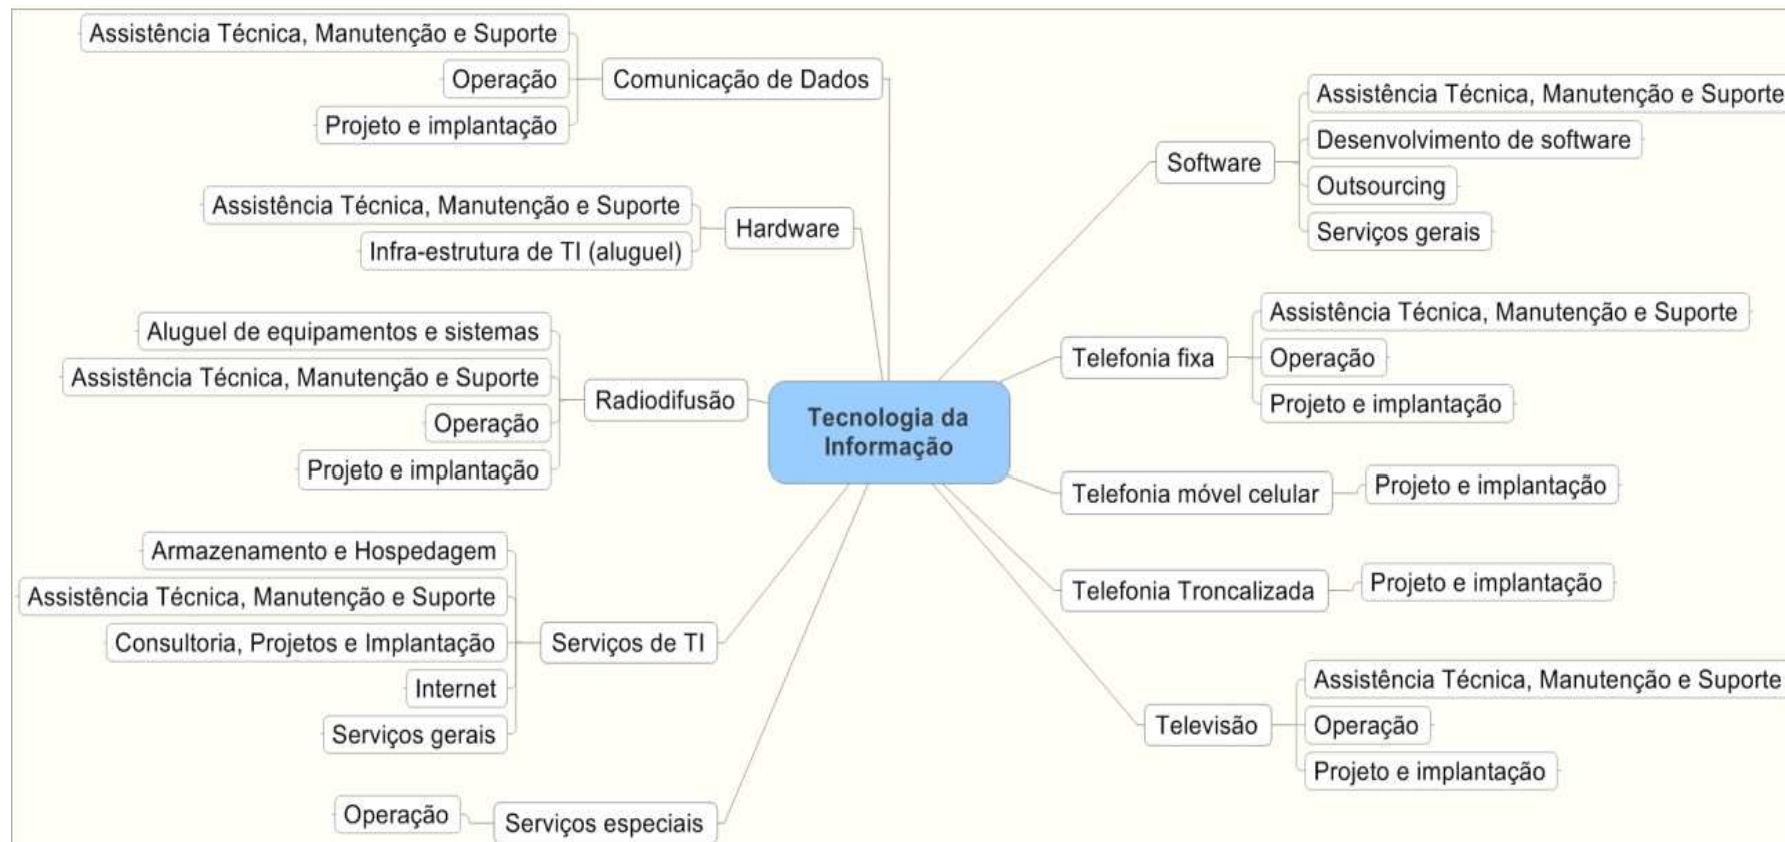 Assistência Técnica, Manutenção e Suporte
Operação
Projeto e implantação
Comunicação de Dados
Assistência Técnica, Manutenção e Suporte
Infra-estrutura de TI (aluguel)
Hardware
Aluguel de equipamentos e sistemas
Assistência Técnica, Manutenção e Suporte
Operação
Projeto e implantação
Radiodifusão
Armazenamento e Hospedagem
Assistência Técnica, Manutenção e Suporte
Consultoria, Projetos e Implantação
Internet
Serviços gerais
Serviços de TI
Operação
Serviços especiais
Tecnologia da
Informação
Software
Assistência Técnica, Manutenção e Suporte
Desenvolvimento de software
Outsourcing
Serviços gerais
Telefonia fixa
Assistência Técnica, Manutenção e Suporte
Operação
Projeto e implantação
Telefonia móvel celular
Projeto e implantação
Telefonia Troncalizada
Projeto e implantação
Televisão
Assistência Técnica, Manutenção e Suporte
Operação
Projeto e implantação